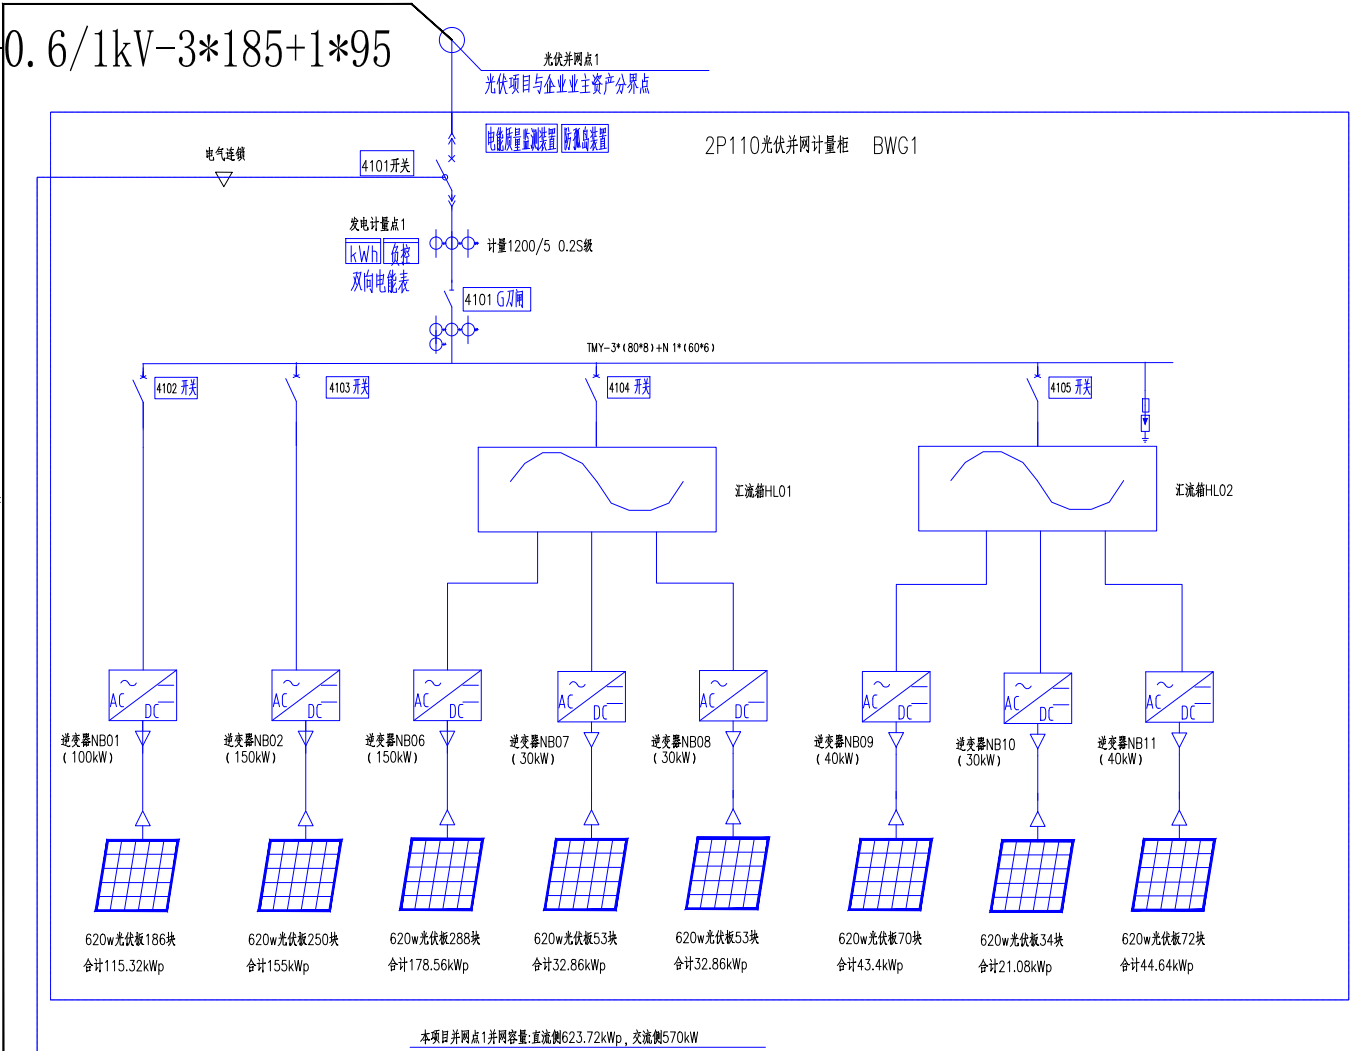 0.6/1kV-3*185+1*95
光伏并网点1
光伏项目与企业业主资产分界点
电能质量监测装置 防孤岛装置
2P110光伏并网计量柜 BWG1
电气连锁
4101开关
发电计量点1
kWh 负控
计量1200/5 0.2S级
双向电能表
4101 G刀闸
TMY-3*(80*8)+N 1*(60*6)
4102 开关
4103 开关
4104 开关
4105 开关
汇流箱HL01
汇流箱HL02
AC DC
AC DC
AC DC
AC DC
AC DC
AC DC
AC DC
AC DC
逆变器NB01
(100kW)
逆变器NB02
(150kW)
逆变器NB06
(150kW)
逆变器NB07
(30kW)
逆变器NB08
(30kW)
逆变器NB09
(40kW)
逆变器NB10
(30kW)
逆变器NB11
(40kW)
620w光伏板186块
合计115.32kWp
620w光伏板250块
合计155kWp
620w光伏板288块
合计178.56kWp
620w光伏板53块
合计32.86kWp
620w光伏板53块
合计32.86kWp
620w光伏板70块
合计43.4kWp
620w光伏板34块
合计21.08kWp
620w光伏板72块
合计44.64kWp
本项目并网点1并网容量:直流侧623.72kWp, 交流侧570kW